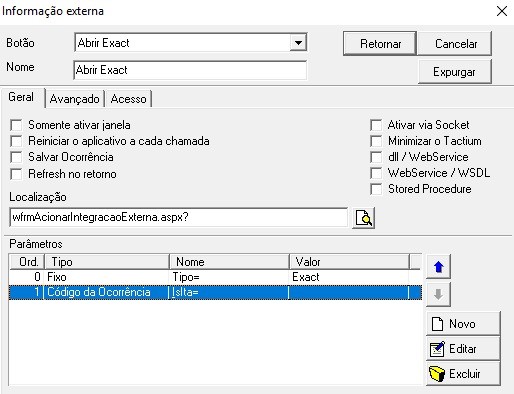 Informação externa
Botão
Abrir Exact
Retornar
Cancelar
Nome
Abrir Exact
Expurgar
Geral
Avançado
Acesso
Somente ativar janela
Ativar via Socket
Reiniciar o aplicativo a cada chamada
Minimizar o Tactium
Salvar Ocorrência
dll / WebService
Refresh no retorno
WebService / WSDL
Stored Procedure
Localização
wfrmAcionarIntegracaoExterna.aspx?
Parâmetros
Ord. Tipo Nome Valor
0 Fixo Tipo= Exact
1 Código da Ocorrência |slta=
Novo
Editar
Excluir